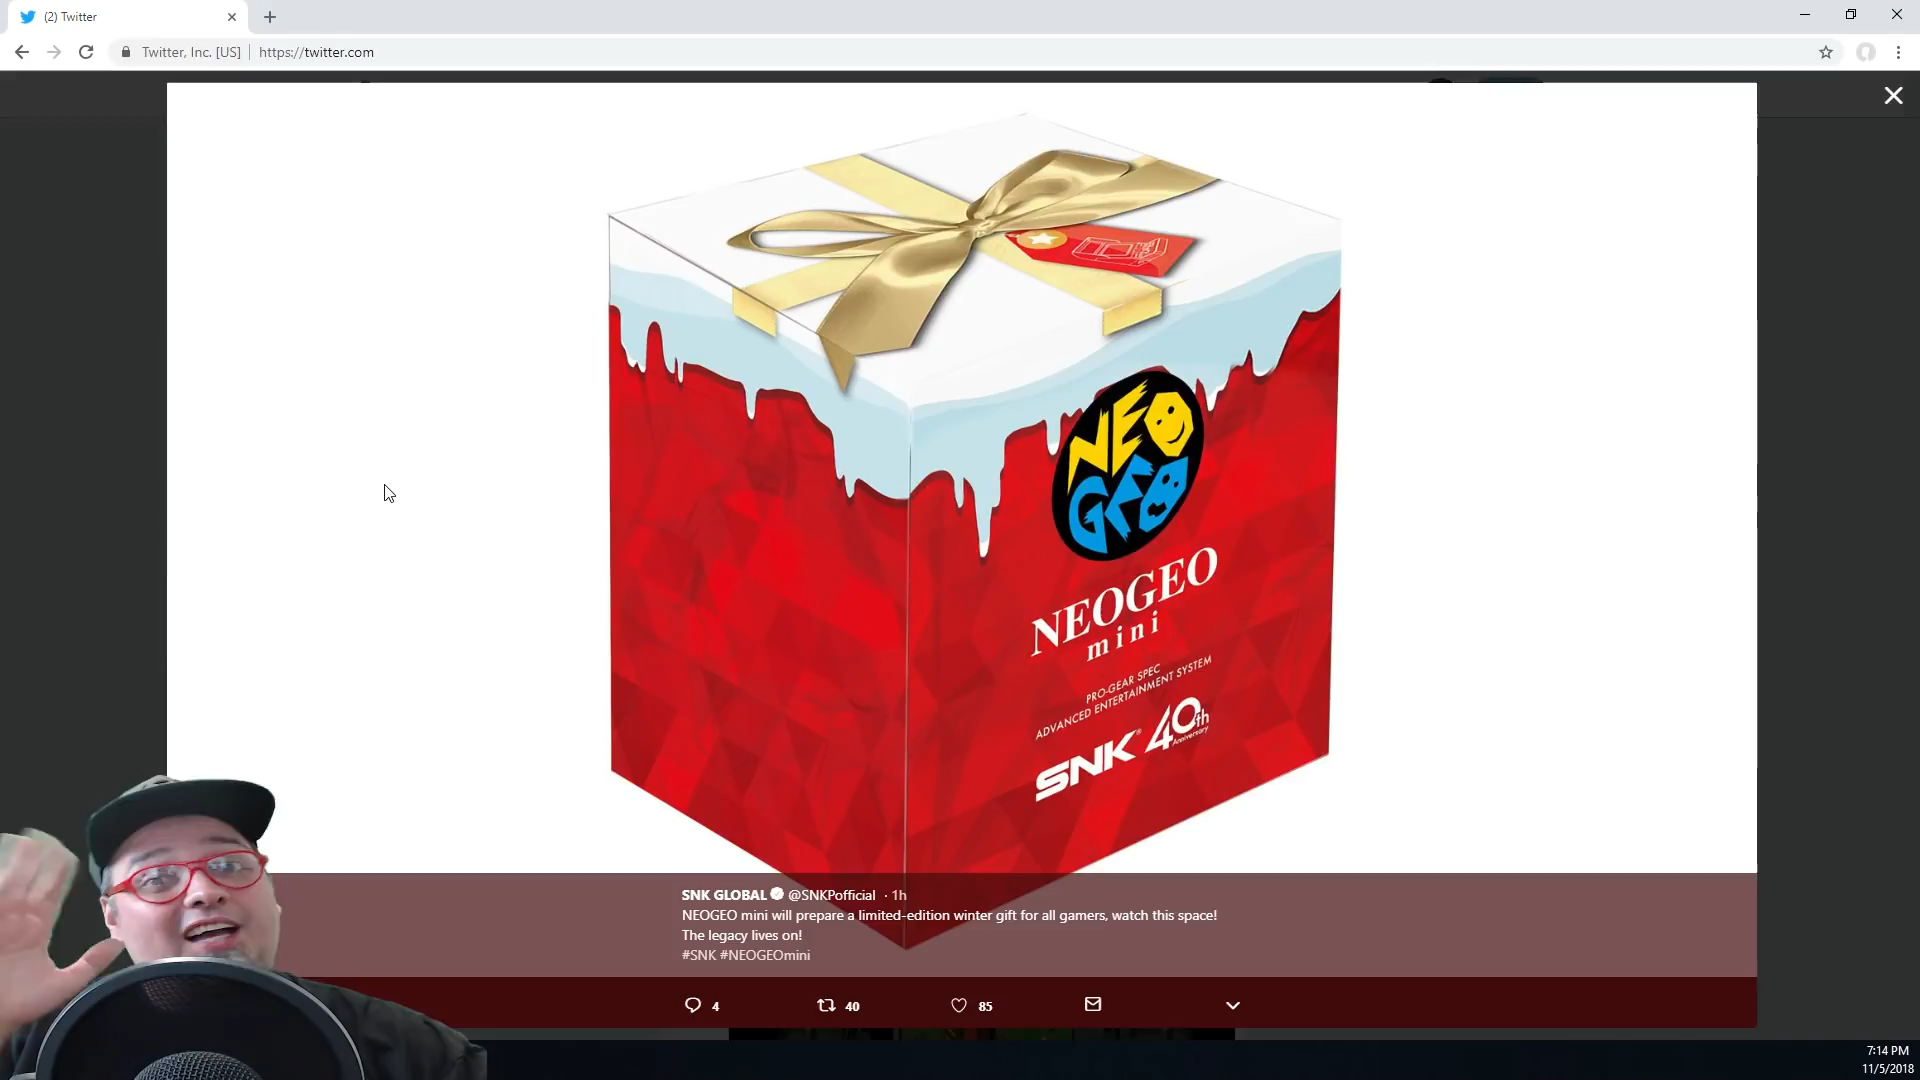 (2) Twitter
Twitter, Inc. [US] https://twitter.com
NEO
GEO
NEOGEO
mini
PRO-GEAR SPEC
ADVANCED ENTERTAINMENT SYSTEM
SNK 40th
Anniversary
SNK GLOBAL @SNKPofficial · 1h
NEOGEO mini will prepare a limited-edition winter gift for all gamers, watch this space!
The legacy lives on!
#SNK #NEOGEOmini
4 40 85
7:14 PM
11/5/2018